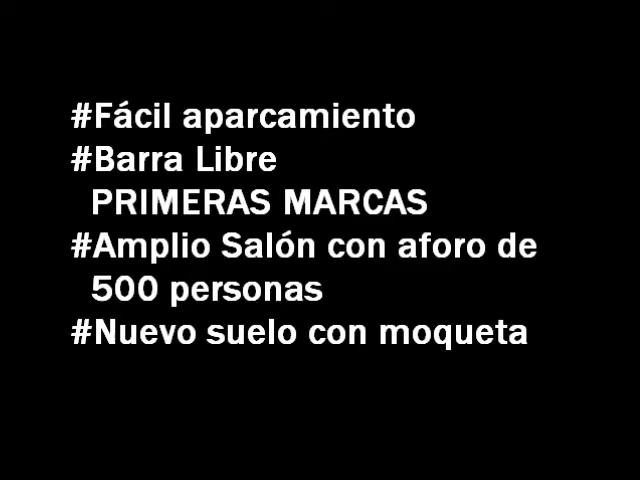 #Fácil aparcamiento
#Barra Libre
PRIMERAS MARCAS
#Amplio Salón con aforo de
500 personas
#Nuevo suelo con moqueta